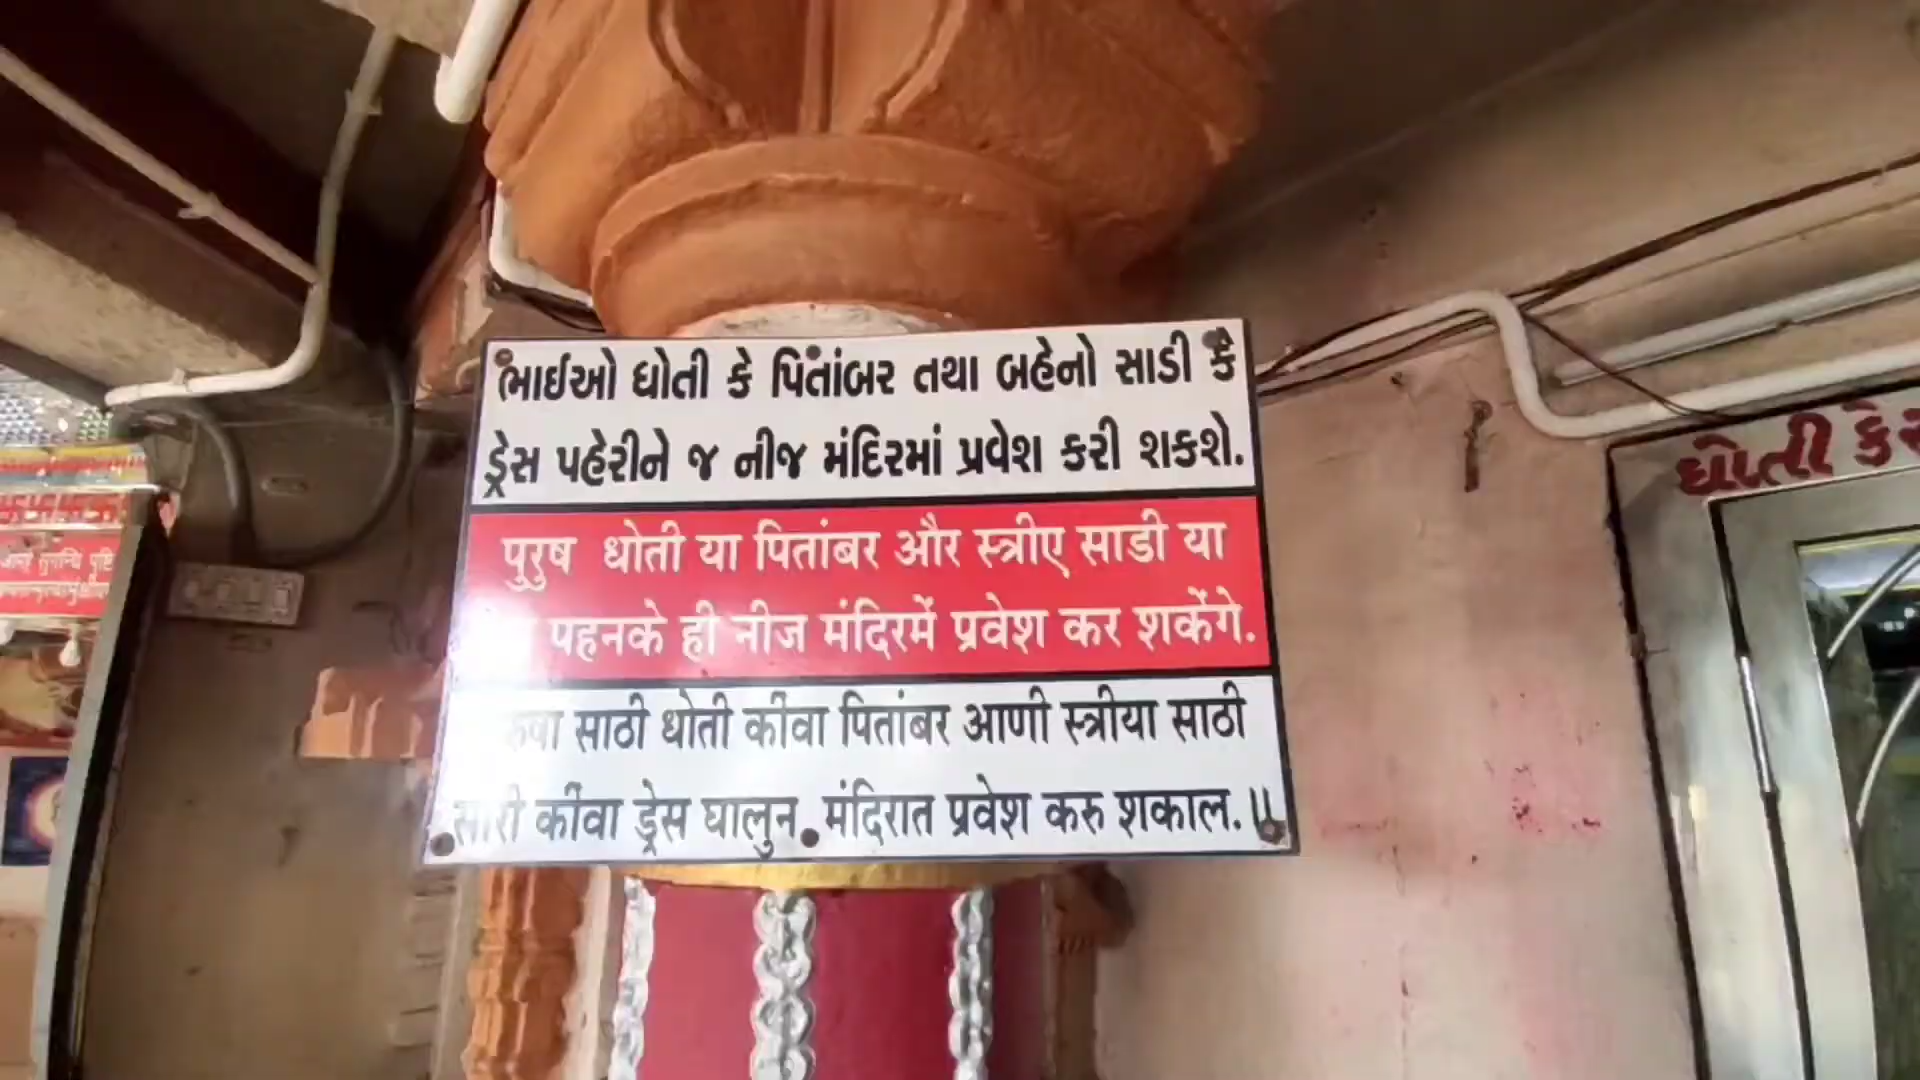 ભાઈઓ ધોતી કે પિતાંબર તથા બહેનો સાડી કે
ડ્રેસ પહેરીને જ નીજ મંદિરમાં પ્રવેશ કરી શકશે.
पुरुष धोती या पितांबर और स्त्रीए साडी या
पहनके ही नीज मंदिरमें प्रवेश कर शकेंगे.
साठी धोती कींवा पितांबर आणी स्त्रीया साठी
सारी कींवा ड्रेस घालुन मंदिरात प्रवेश करु शकाल.॥
ધોતી